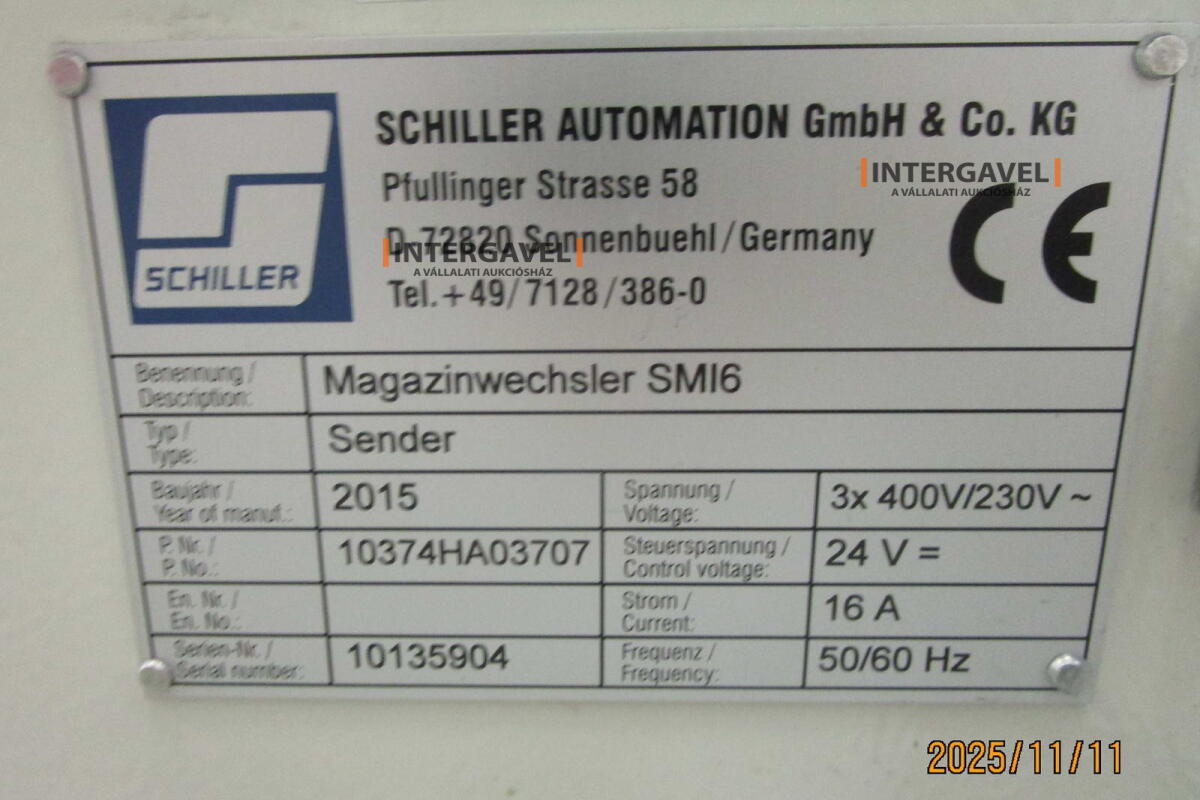 SCHILLER
SCHILLER AUTOMATION GmbH & Co. KG
Pfullinger Strasse 58
D-72820 Sonnenbuehl/Germany
Tel.+49/7128/386-0
INTERGAVEL
A VÁLLALATI AUKCIÓSHÁZ
INTERGAVEL
A VÁLLALATI AUKCIÓSHÁZ
CE
Benennung /
Description:
Magazinwechsler SMI6
Typ /
Type:
Sender
Baujahr /
Year of manuf.:
2015
Spannung /
Voltage:
3x 400V/230V ~
P. Nr. /
P. No.:
10374HA03707
Steuerspannung /
Control voltage:
24 V =
En. Nr. /
En. No.:
Strom /
Current:
16 A
Serien-Nr. /
Serial number:
10135904
Frequenz /
Frequency:
50/60 Hz
2025/11/11